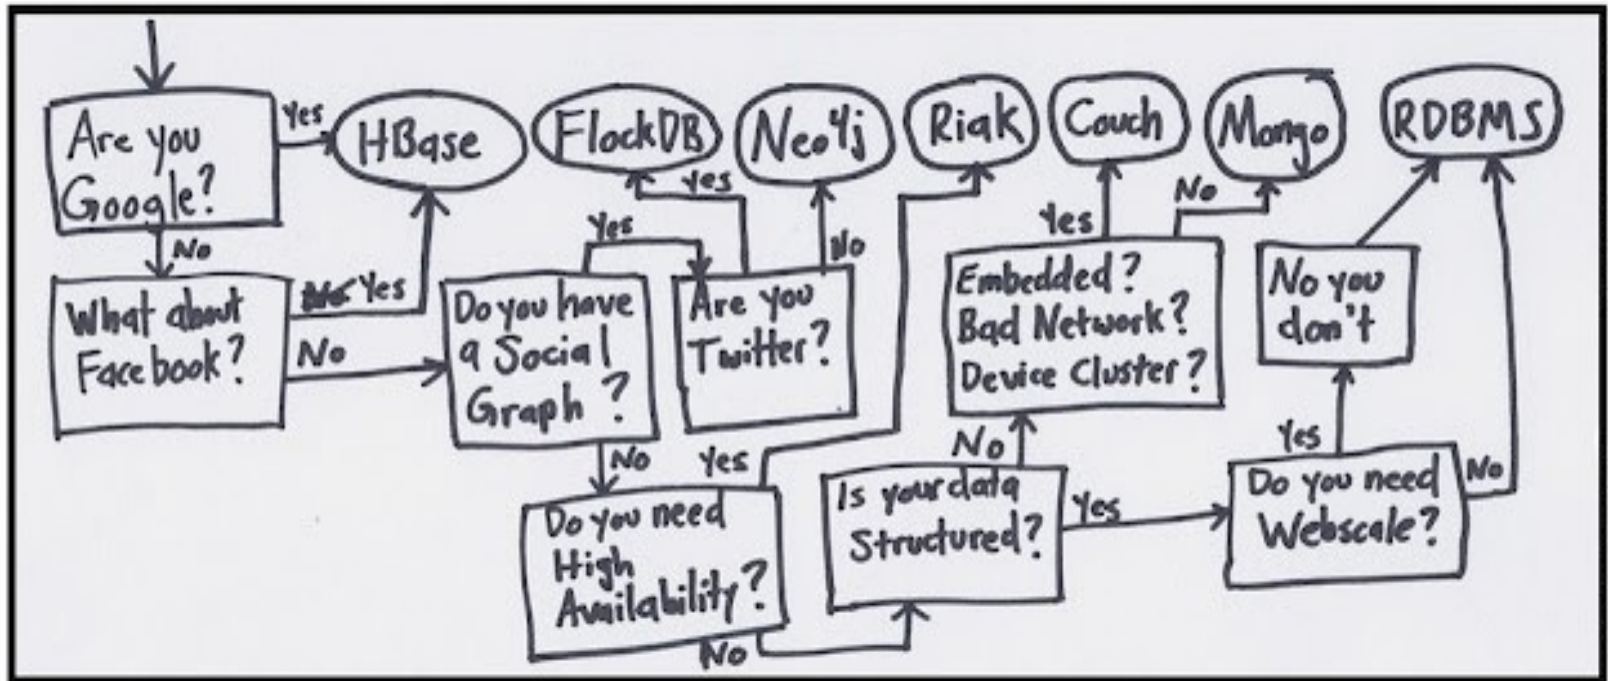 Are you
Google?
Yes
HBase
FlockDB
Neo4j
Riak
Couch
Mongo
RDBMS
No
What about
Facebook?
Yes
No
Do you have
a Social
Graph?
Yes
Are you
Twitter?
Yes
No
No
Do you need
High
Availability?
Yes
No
Is your data
Structured?
No
Yes
Embedded?
Bad Network?
Device Cluster?
Yes
No
Do you need
Webscale?
Yes
No
No you
don't